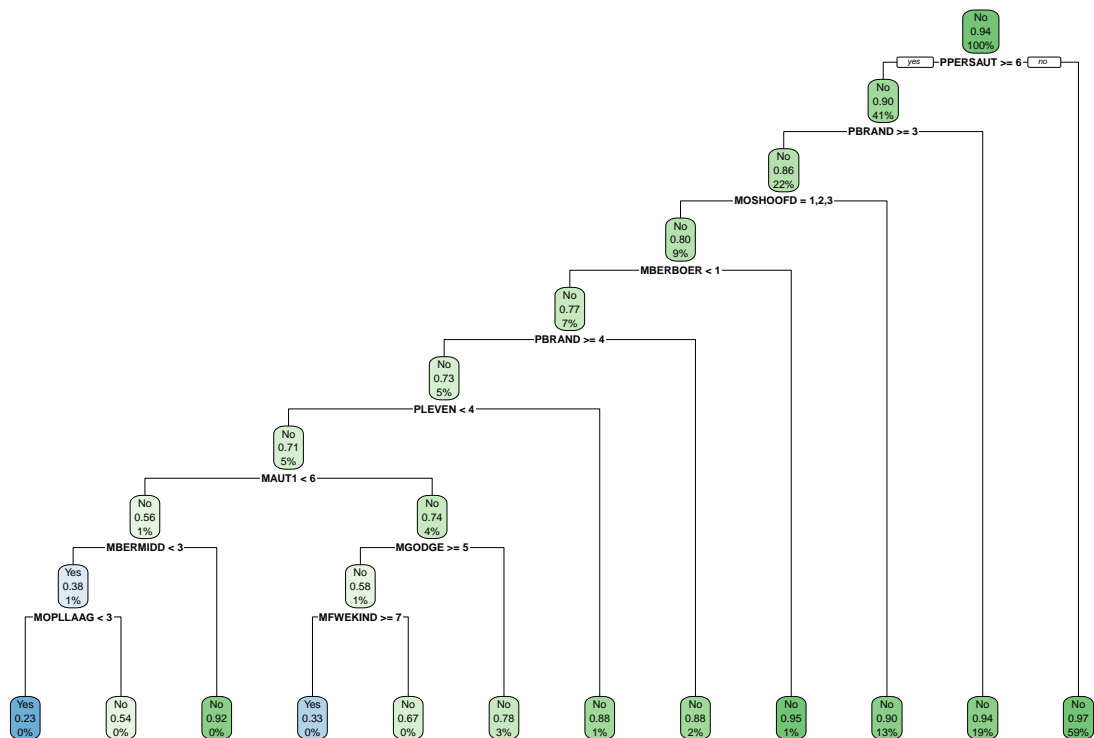 No
0.94
100%
yes PPERSAUT >= 6 no
No
0.90
41%
PBRAND >= 3
No
0.86
22%
MOSHOOFD = 1,2,3
No
0.80
9%
MBERBOER < 1
No
0.77
7%
PBRAND >= 4
No
0.73
5%
PLEVEN < 4
No
0.71
5%
MAUT1 < 6
No
0.56
1%
MBERMIDD < 3
No
0.74
4%
MGODGE >= 5
Yes
0.38
1%
MOPLLAAG < 3
No
0.58
1%
MFWEKIND >= 7
Yes
0.23
0%
No
0.54
0%
No
0.92
0%
Yes
0.33
0%
No
0.67
0%
No
0.78
3%
No
0.88
1%
No
0.88
2%
No
0.95
1%
No
0.90
13%
No
0.94
19%
No
0.97
59%